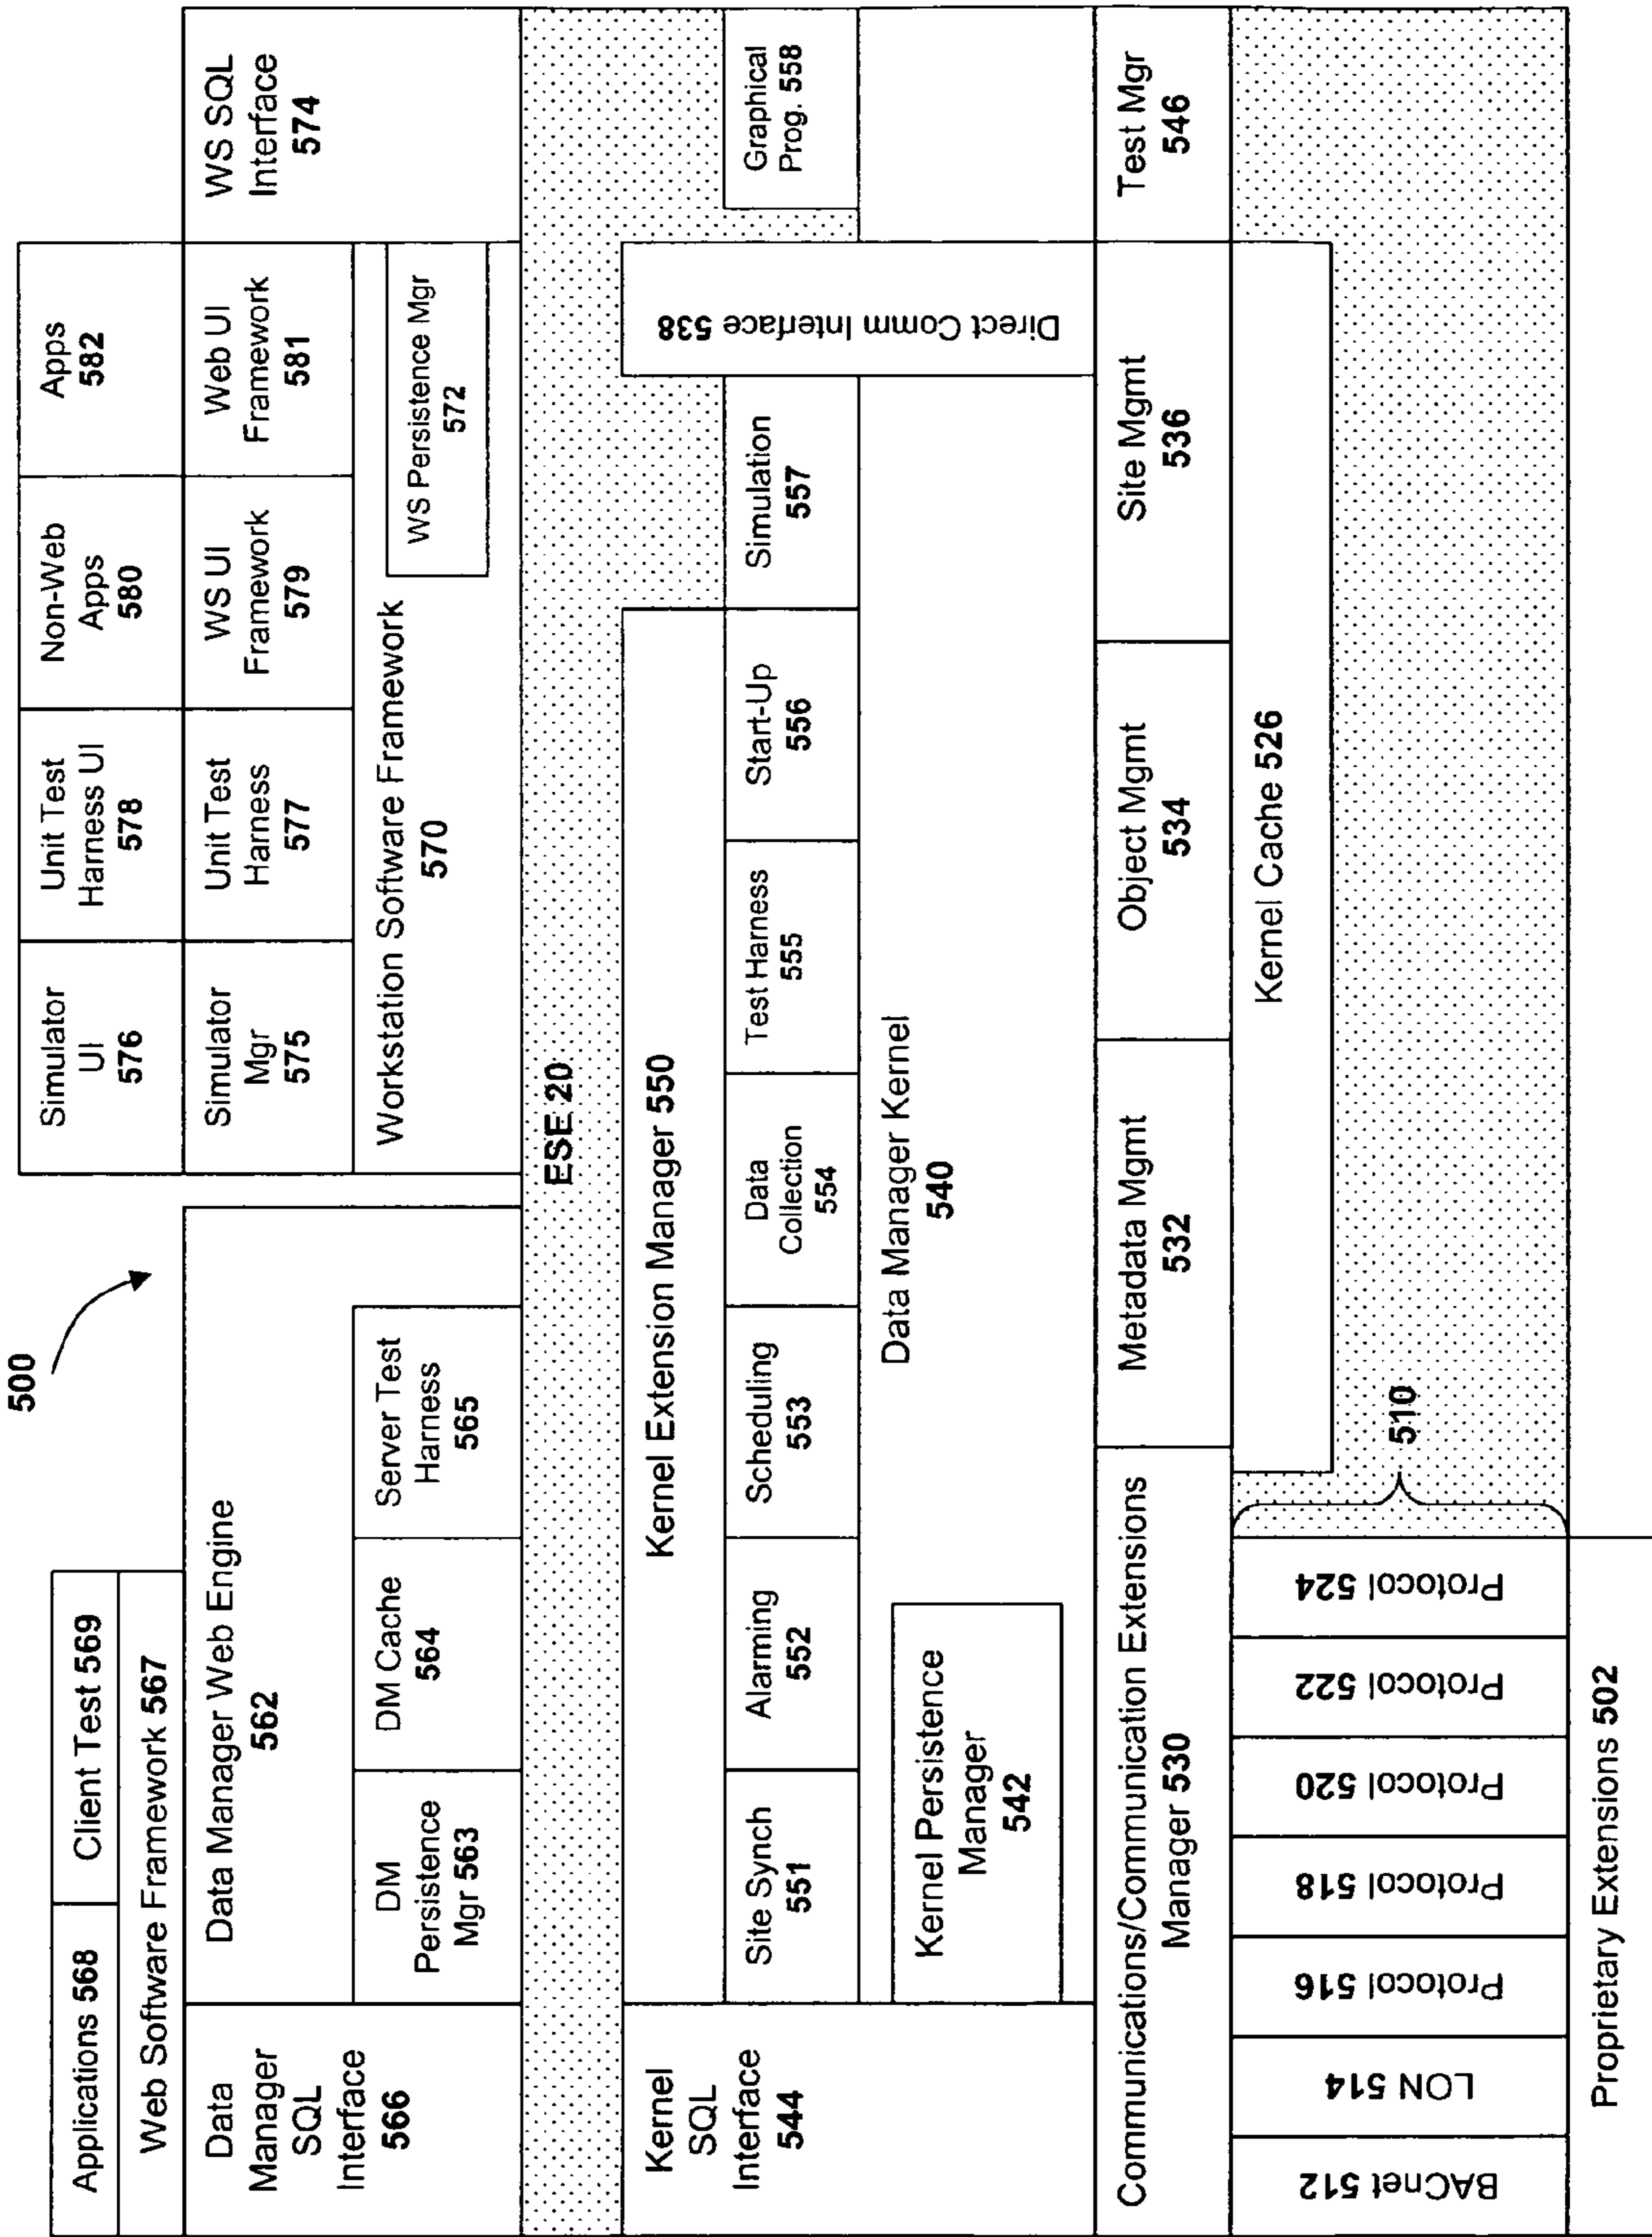 500
Applications 568
Client Test 569
Web Software Framework 567
Data
Manager
SQL
Interface
566
Data Manager Web Engine
562
DM
Persistence
Mgr 563
DM Cache
564
Server Test
Harness
565
Simulator
UI
576
Unit Test
Harness UI
578
Non-Web
Apps
580
Apps
582
Simulator
Mgr
575
Unit Test
Harness
577
WS UI
Framework
579
Web UI
Framework
581
WS SQL
Interface
574
Workstation Software Framework
570
WS Persistence Mgr
572
ESE 20
Kernel
SQL
Interface
544
Kernel Extension Manager 550
Site Synch
551
Alarming
552
Scheduling
553
Data
Collection
554
Test Harness
555
Start-Up
556
Simulation
557
Direct Comm Interface 538
Graphical
Prog. 558
Kernel Persistence
Manager
542
Data Manager Kernel
540
Communications/Communication Extensions
Manager 530
Metadata Mgmt
532
Object Mgmt
534
Site Mgmt
536
Test Mgr
546
Kernel Cache 526
BACnet 512
LON 514
Protocol 516
Protocol 518
Protocol 520
Protocol 522
Protocol 524
510
Proprietary Extensions 502